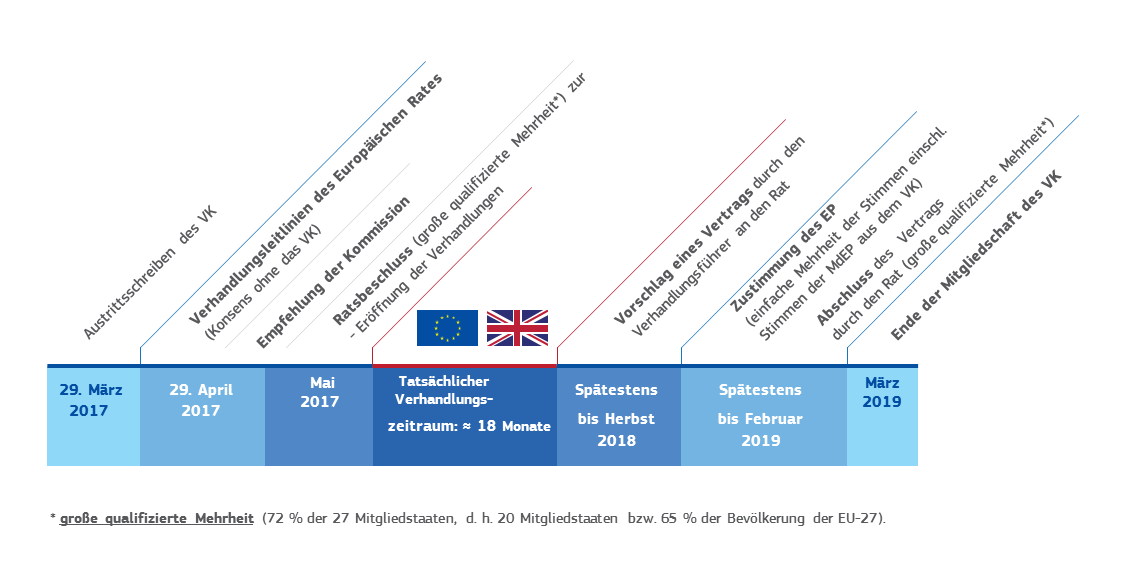 Austrittsschreiben des VK
Verhandlungsleitlinien des Europäischen Rates
(Konsens ohne das VK)
Empfehlung der Kommission
Ratsbeschluss (große qualifizierte Mehrheit*) zur
- Eröffnung der Verhandlungen
Vorschlag eines Vertrags durch den
Verhandlungsführer an den Rat
Zustimmung des EP
(einfache Mehrheit der Stimmen einschl.
Stimmen der MdEP aus dem VK)
Abschluss des Vertrags
durch den Rat (große qualifizierte Mehrheit*)
Ende der Mitgliedschaft des VK
29. März
2017
29. April
2017
Mai
2017
Tatsächlicher
Verhandlungs-
zeitraum: ≈ 18 Monate
Spätestens
bis Herbst
2018
Spätestens
bis Februar
2019
März
2019
* große qualifizierte Mehrheit (72 % der 27 Mitgliedstaaten, d. h. 20 Mitgliedstaaten bzw. 65 % der Bevölkerung der EU-27).